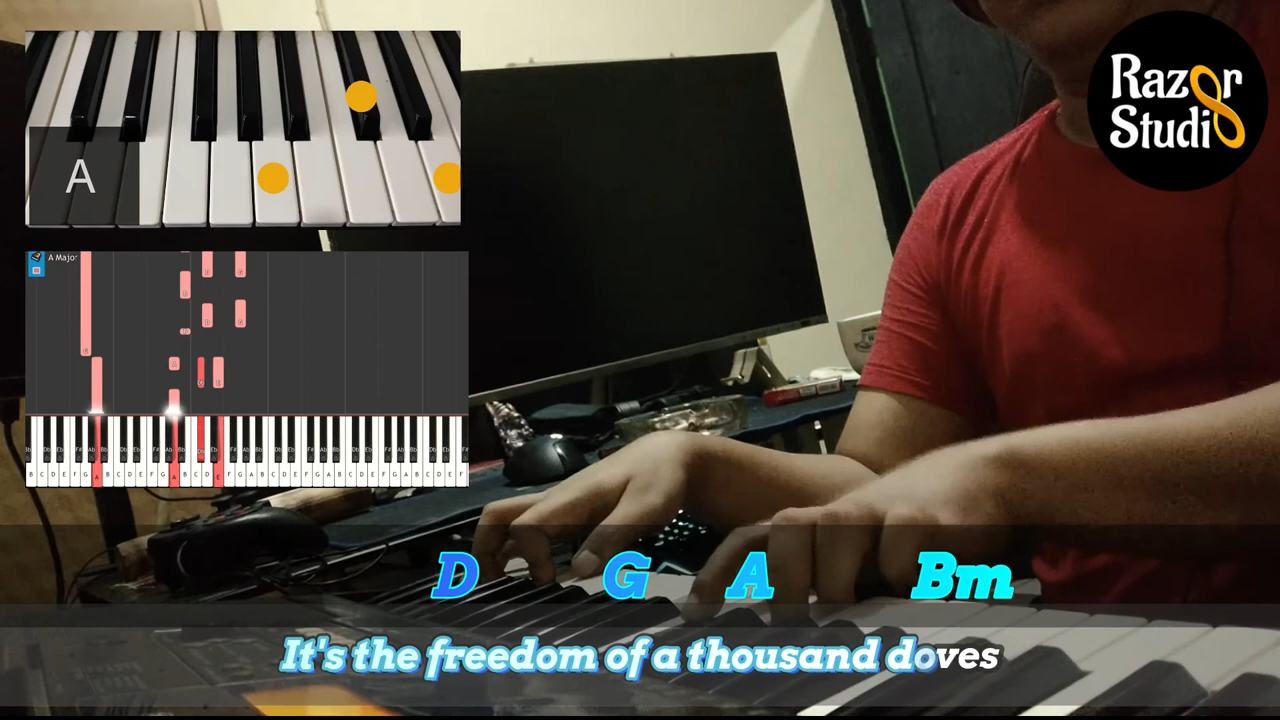 Razor
Studio
A
A Major
D G A Bm
It's the freedom of a thousand doves